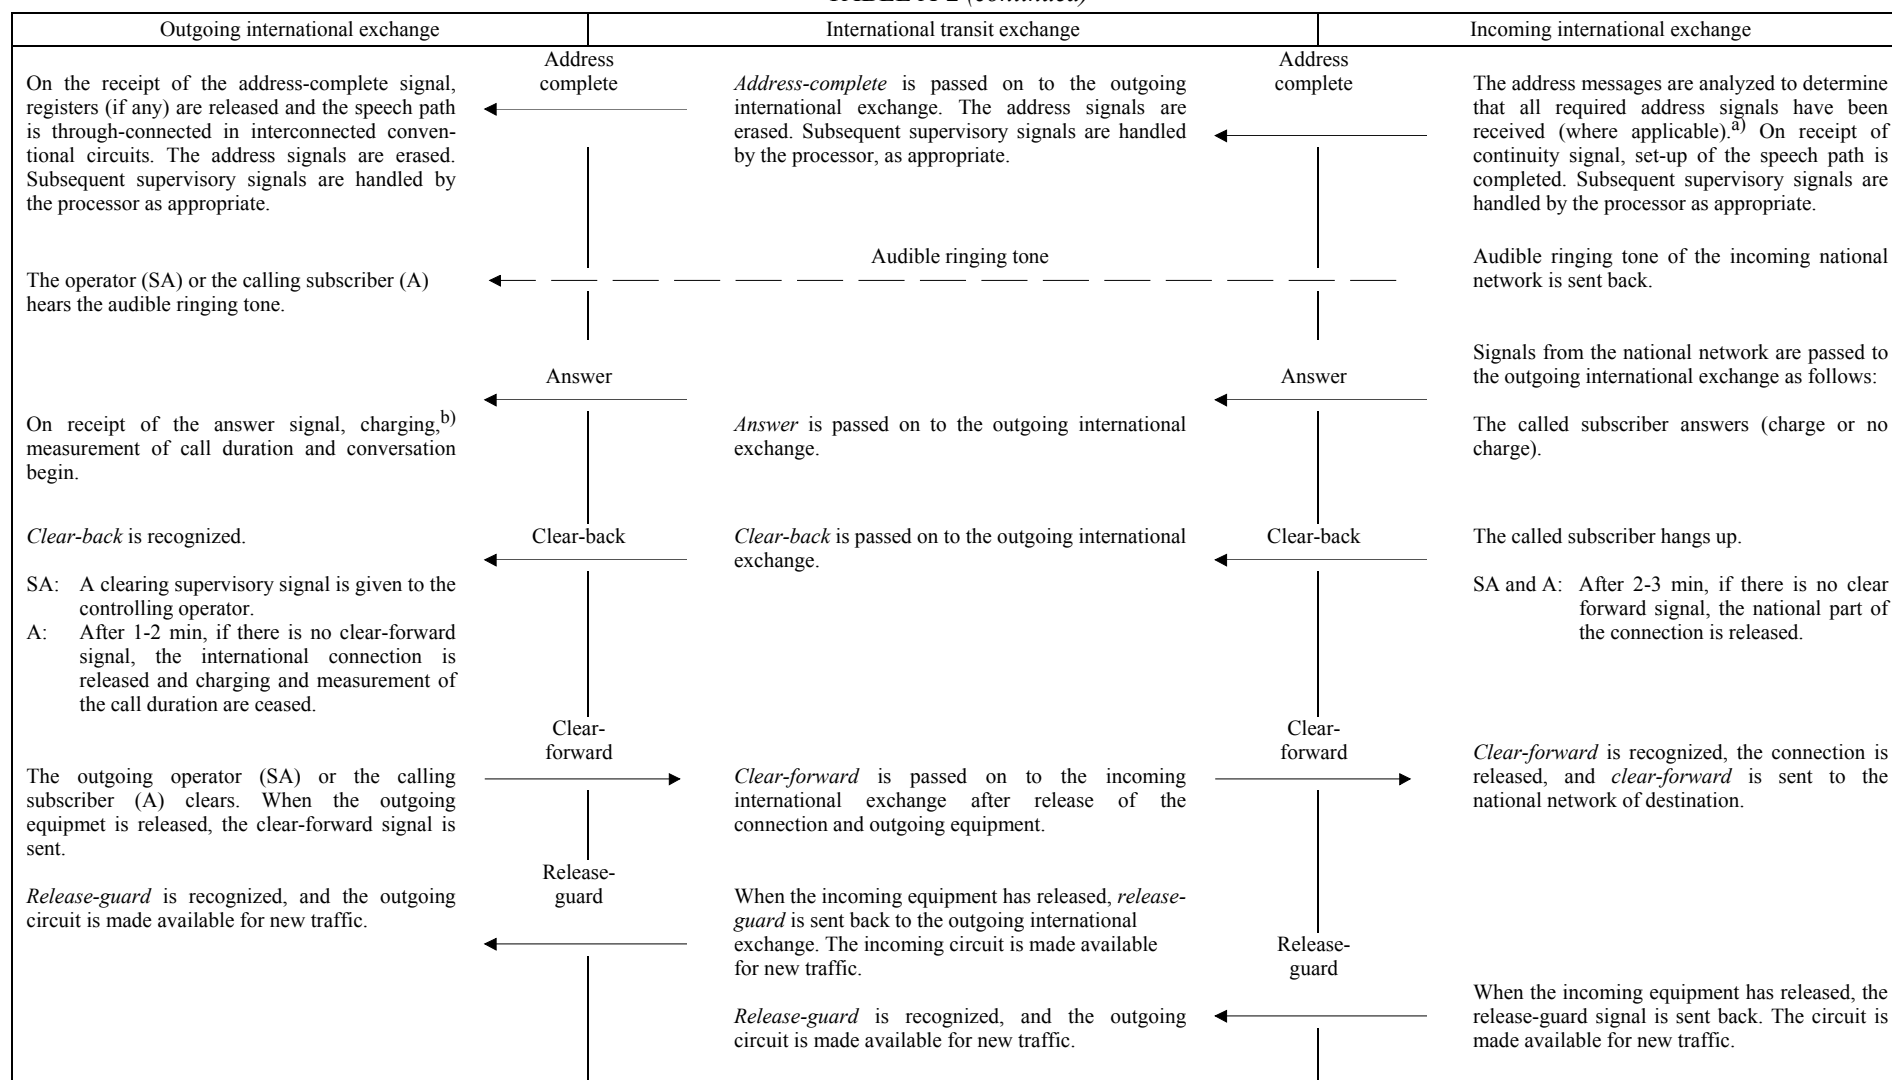 Outgoing international exchange
International transit exchange
Incoming international exchange
Address
complete
Address
complete
On the receipt of the address-complete signal,
registers (if any) are released and the speech path
is through-connected in interconnected conven-
tional circuits. The address signals are erased.
Subsequent supervisory signals are handled by
the processor as appropriate.
Address-complete is passed on to the outgoing
international exchange. The address signals are
erased. Subsequent supervisory signals are handled
by the processor, as appropriate.
The address messages are analyzed to determine
that all required address signals have been
received (where applicable).a) On receipt of
continuity signal, set-up of the speech path is
completed. Subsequent supervisory signals are
handled by the processor as appropriate.
Audible ringing tone
The operator (SA) or the calling subscriber (A)
hears the audible ringing tone.
Audible ringing tone of the incoming national
network is sent back.
Signals from the national network are passed to
the outgoing international exchange as follows:
Answer
Answer
On receipt of the answer signal, charging,b)
measurement of call duration and conversation
begin.
Answer is passed on to the outgoing international
exchange.
The called subscriber answers (charge or no
charge).
Clear-back is recognized.
Clear-back
Clear-back is passed on to the outgoing international
exchange.
Clear-back
The called subscriber hangs up.
SA: A clearing supervisory signal is given to the
controlling operator.
A: After 1-2 min, if there is no clear-forward
signal, the international connection is
released and charging and measurement of
the call duration are ceased.
SA and A: After 2-3 min, if there is no clear
forward signal, the national part of
the connection is released.
Clear-
forward
Clear-
forward
The outgoing operator (SA) or the calling
subscriber (A) clears. When the outgoing
equipmet is released, the clear-forward signal is
sent.
Clear-forward is passed on to the incoming
international exchange after release of the
connection and outgoing equipment.
Clear-forward is recognized, the connection is
released, and clear-forward is sent to the
national network of destination.
Release-
guard
Release-guard is recognized, and the outgoing
circuit is made available for new traffic.
When the incoming equipment has released, release-
guard is sent back to the outgoing international
exchange. The incoming circuit is made available
for new traffic.
Release-
guard
Release-guard is recognized, and the outgoing
circuit is made available for new traffic.
When the incoming equipment has released, the
release-guard signal is sent back. The circuit is
made available for new traffic.